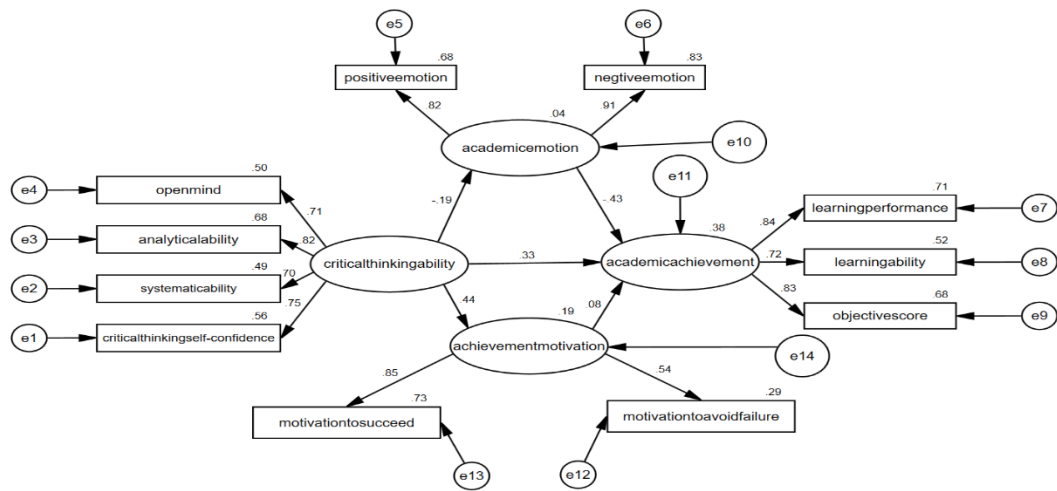 e5
e6
.68
.83
positiveemotion
negtiveemotion
.82
.91
.04
academicemotion
e10
e11
.50
e4
openmind
.71
-.19
-.43
.71
learningperformance
e7
.68
.84
e3
analyticalability
.82
.38
.52
criticalthinkingability
.33
academicachievement
.72
learningability
e8
.49
.70
e2
systematicability
.83
.68
.75
.44
.08
objectivescore
e9
.56
.19
e1
criticalthinkingself-confidence
achievementmotivation
e14
.85
.54
.73
.29
motivationtosucceed
motivationtoavoidfailure
e13
e12